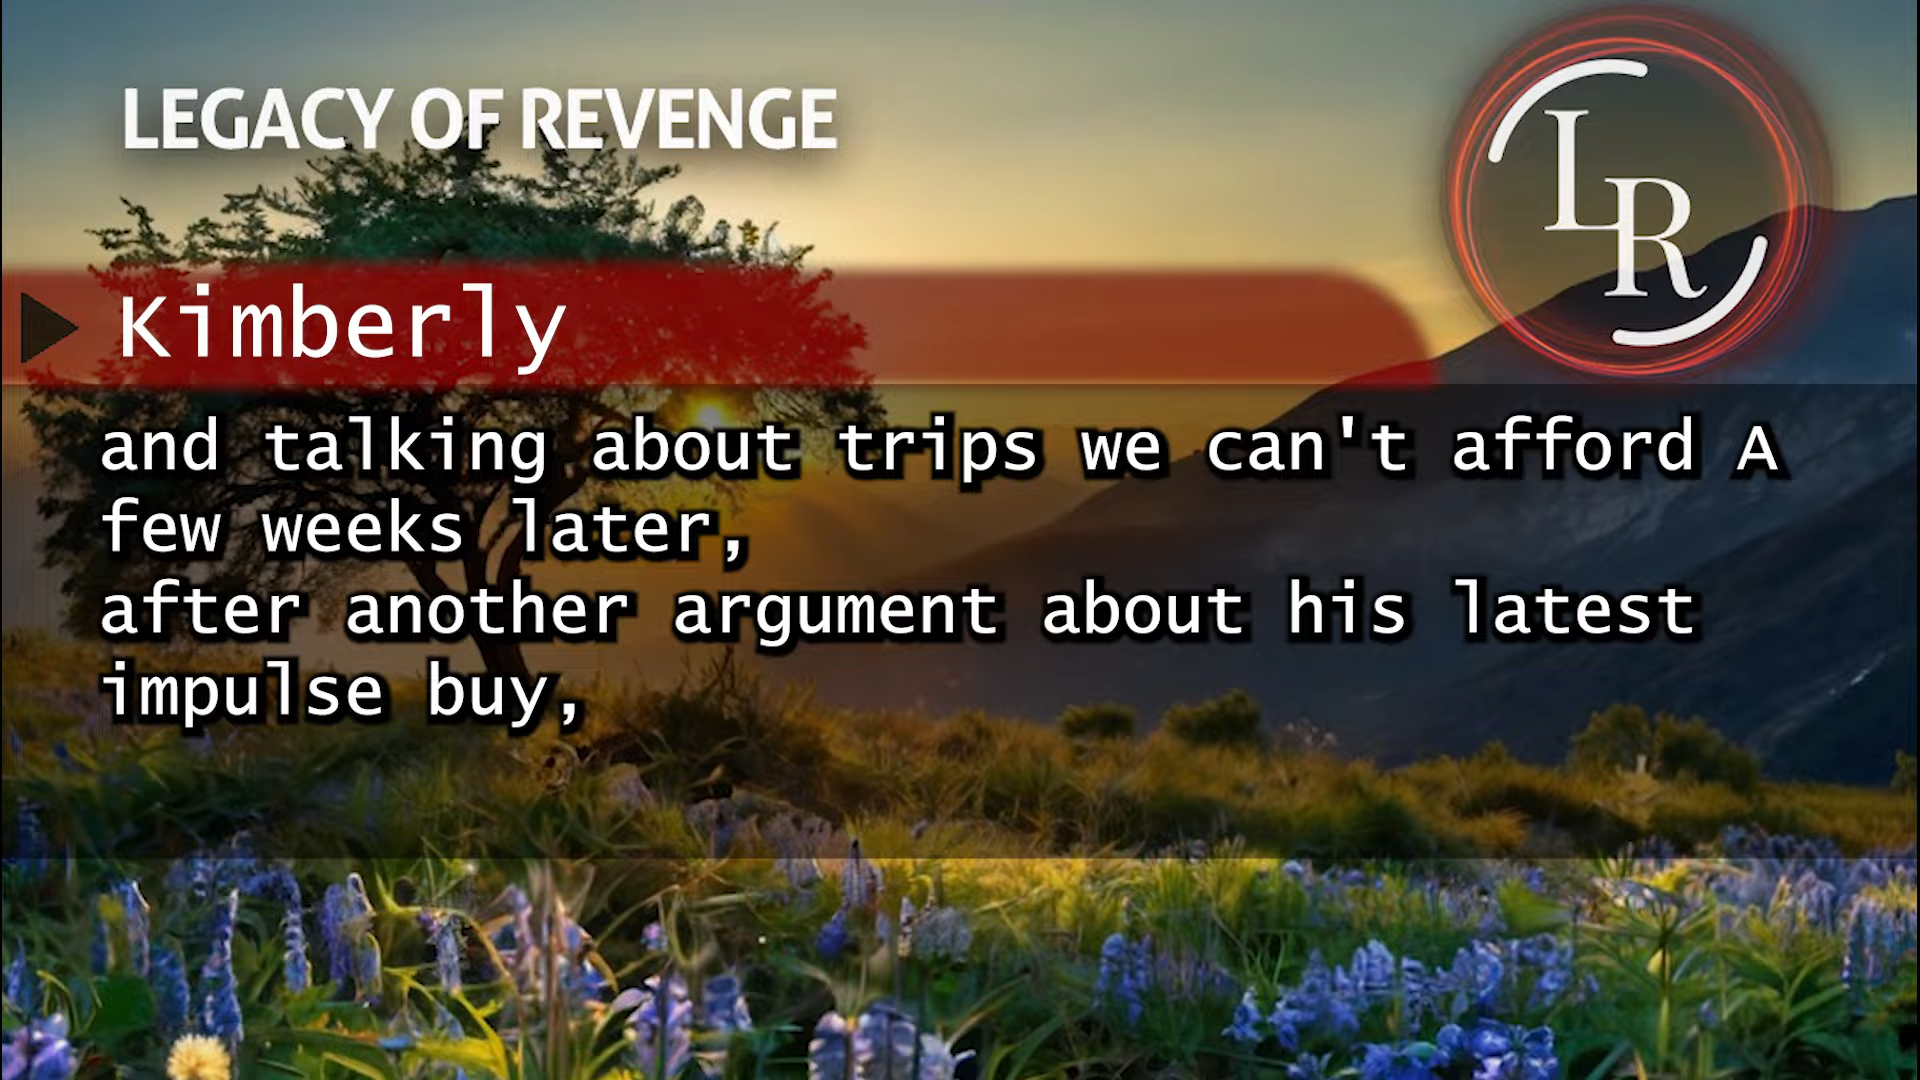 LEGACY OF REVENGE
LR
Kimberly
and talking about trips we can't afford A
few weeks later,
after another argument about his latest
impulse buy,